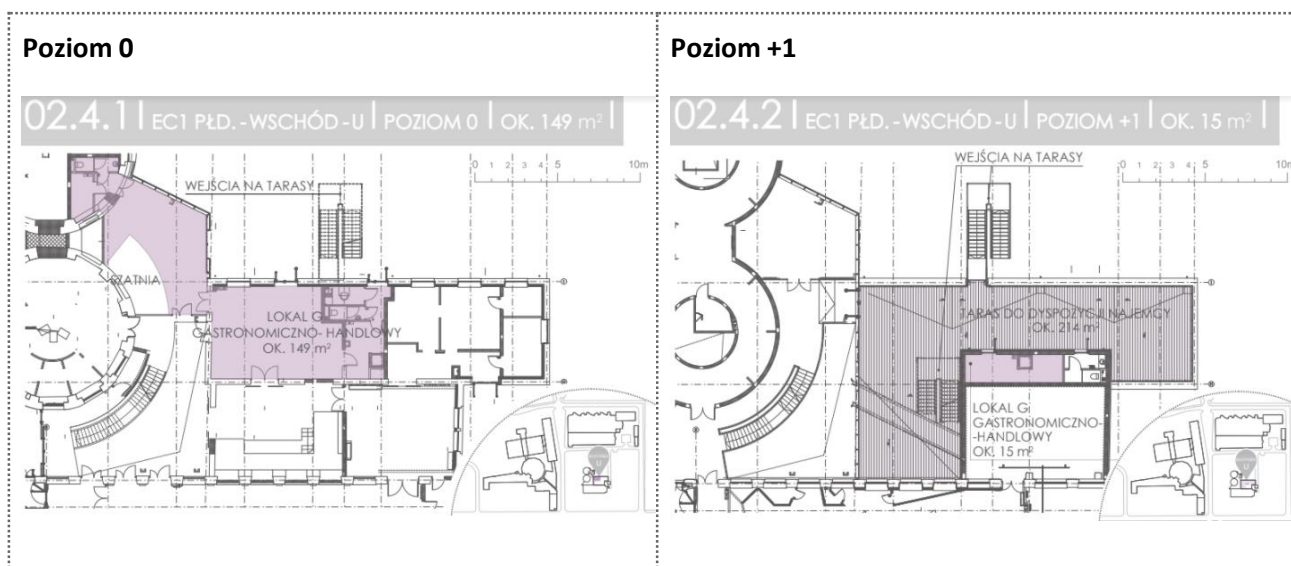 Poziom 0
02.4.1 | EC1 PŁD. -WSCHÓD -U | POZIOM 0 | OK. 149 m² |
0 1 2 3 4 5 10m
WEJŚCIA NA TARASY
SZATNIA
LOKAL G
GASTRONOMICZNO- HANDLOWY
OK. 149 m²
Poziom +1
02.4.2 | EC1 PŁD. -WSCHÓD -U | POZIOM +1 | OK. 15 m² |
WEJŚCIA NA TARASY
0 1 2 3 4 5 10m
TARAS DO DYSPOZYCJI NAJEMCY
OK. 214 m²
LOKAL G
GASTRONOMICZNO-
-HANDLOWY
OK. 15 m²